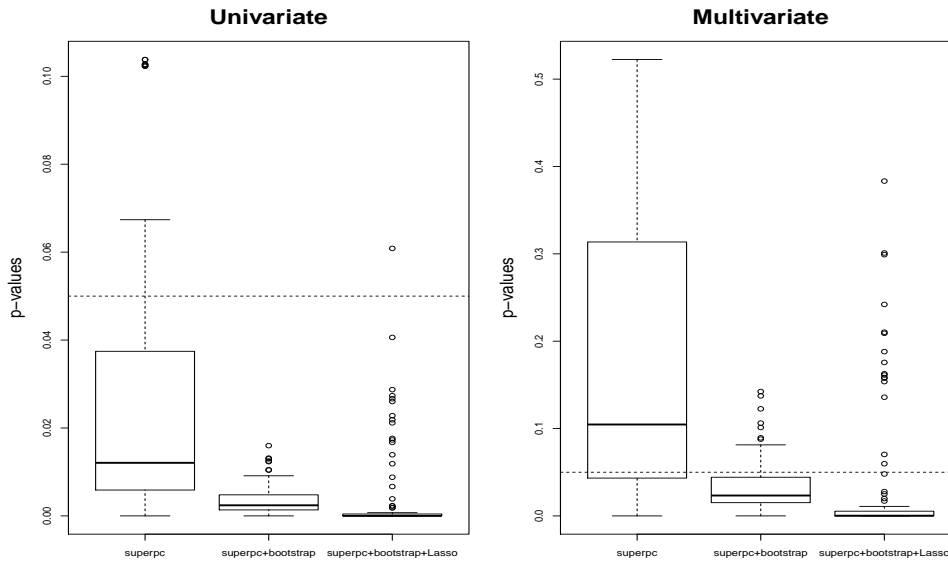 Univariate
p−values
0.10
0.08
0.06
0.04
0.02
0.00
superpc
superpc+bootstrap
superpc+bootstrap+Lasso
Multivariate
p−values
0.5
0.4
0.3
0.2
0.1
0.0
superpc
superpc+bootstrap
superpc+bootstrap+Lasso